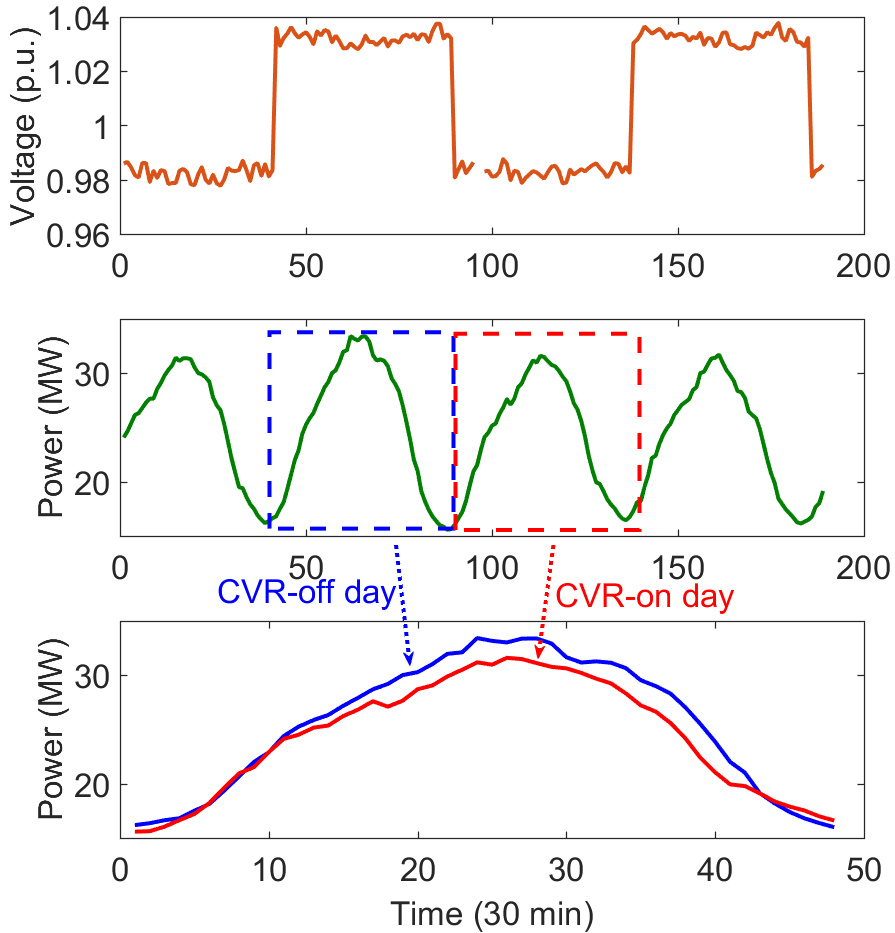 1.04
1.02
1
0.98
0.96
Voltage (p.u.)
0 50 100 150 200
30
20
Power (MW)
0 50 100 150 200
CVR-off day
CVR-on day
30
20
Power (MW)
0 10 20 30 40 50
Time (30 min)